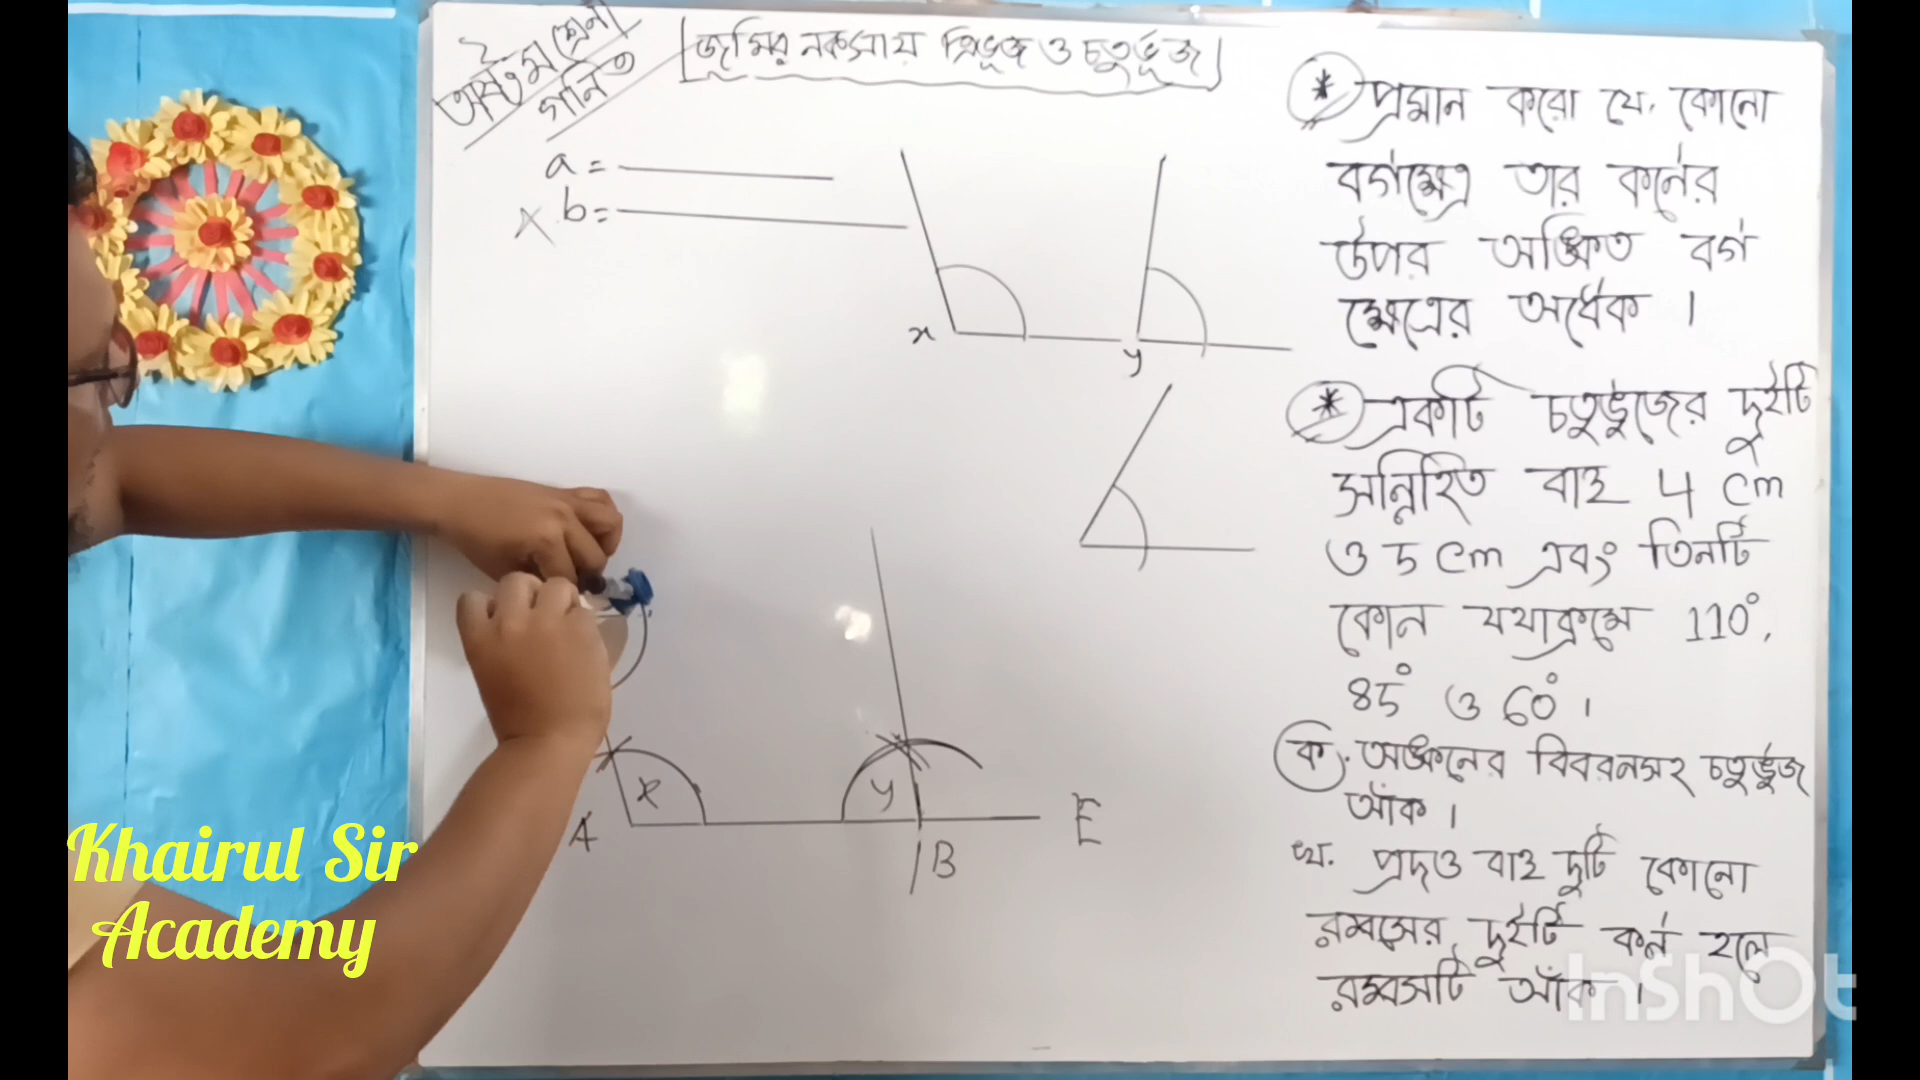 অষ্টম শ্রেনী
গনিত
[জমির নকসায় ত্রিভূজ ও চতুর্ভূজ]
a =
b =
x
y
x
y
A
B
E
* প্রমান করো যে, কোনো
বর্গক্ষেত্র তার কর্নের
উপর অঙ্কিত বর্গ
ক্ষেত্রের অর্ধেক ।
* একটি চতুর্ভুজের দুইটি
সন্নিহিত বাহু 4 cm
ও 5 cm এবং তিনটি
কোন যথাক্রমে 110°,
85° ও 60° ।
ক. অঙ্কনের বিবরনসহ চতুর্ভুজ
আঁক ।
খ. প্রদত্ত বাহু দুটি কোনো
রম্বসের দুইটি কর্ন হলে
রম্বসটি আঁক ।
Khairul Sir
Academy
InShOt